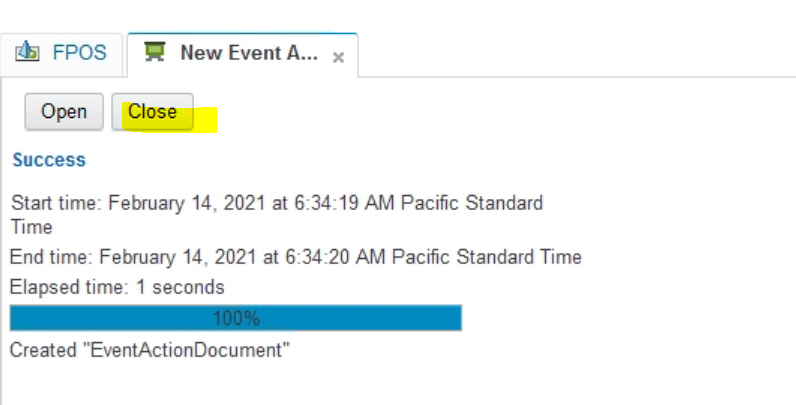 FPOS New Event A... x
Open Close
Success
Start time: February 14, 2021 at 6:34:19 AM Pacific Standard
Time
End time: February 14, 2021 at 6:34:20 AM Pacific Standard Time
Elapsed time: 1 seconds
100%
Created "EventActionDocument"